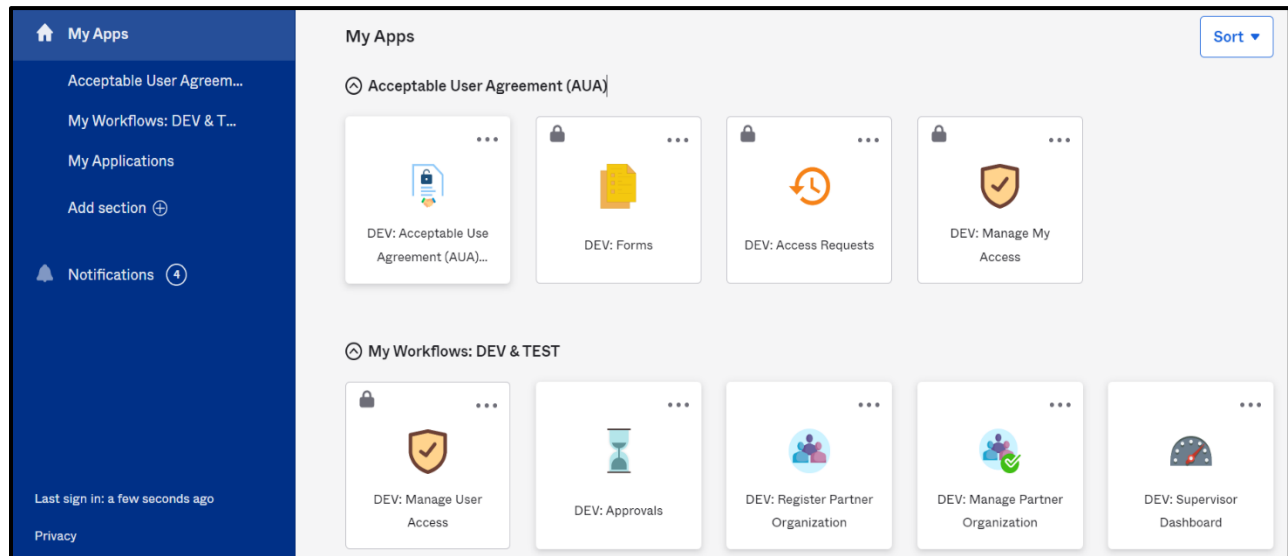 My Apps
Acceptable User Agreem...
My Workflows: DEV & T...
My Applications
Add section
Notifications 4
Last sign in: a few seconds ago
Privacy
My Apps
Sort
Acceptable User Agreement (AUA)
DEV: Acceptable Use
Agreement (AUA)...
DEV: Forms
DEV: Access Requests
DEV: Manage My
Access
My Workflows: DEV & TEST
DEV: Manage User
Access
DEV: Approvals
DEV: Register Partner
Organization
DEV: Manage Partner
Organization
DEV: Supervisor
Dashboard